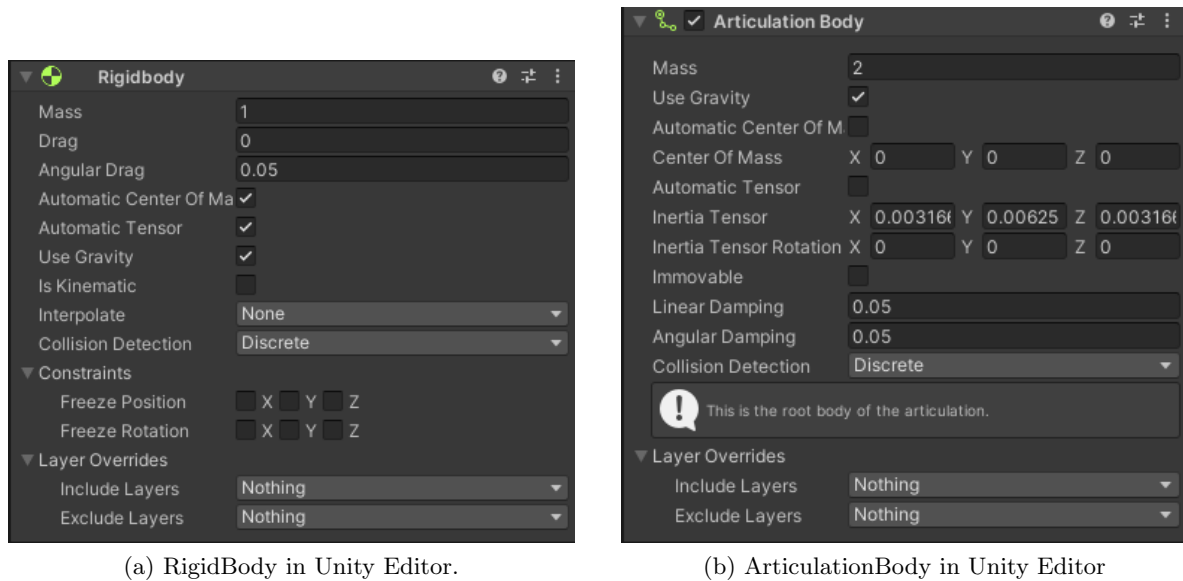 Rigidbody
Mass 1
Drag 0
Angular Drag 0.05
Automatic Center Of Ma
Automatic Tensor
Use Gravity
Is Kinematic
Interpolate None
Collision Detection Discrete
Constraints
Freeze Position X Y Z
Freeze Rotation X Y Z
Layer Overrides
Include Layers Nothing
Exclude Layers Nothing
(a) RigidBody in Unity Editor.
Articulation Body
Mass 2
Use Gravity
Automatic Center Of M
Center Of Mass X 0 Y 0 Z 0
Automatic Tensor
Inertia Tensor X 0.003166 Y 0.00625 Z 0.003166
Inertia Tensor Rotation X 0 Y 0 Z 0
Immovable
Linear Damping 0.05
Angular Damping 0.05
Collision Detection Discrete
This is the root body of the articulation.
Layer Overrides
Include Layers Nothing
Exclude Layers Nothing
(b) ArticulationBody in Unity Editor